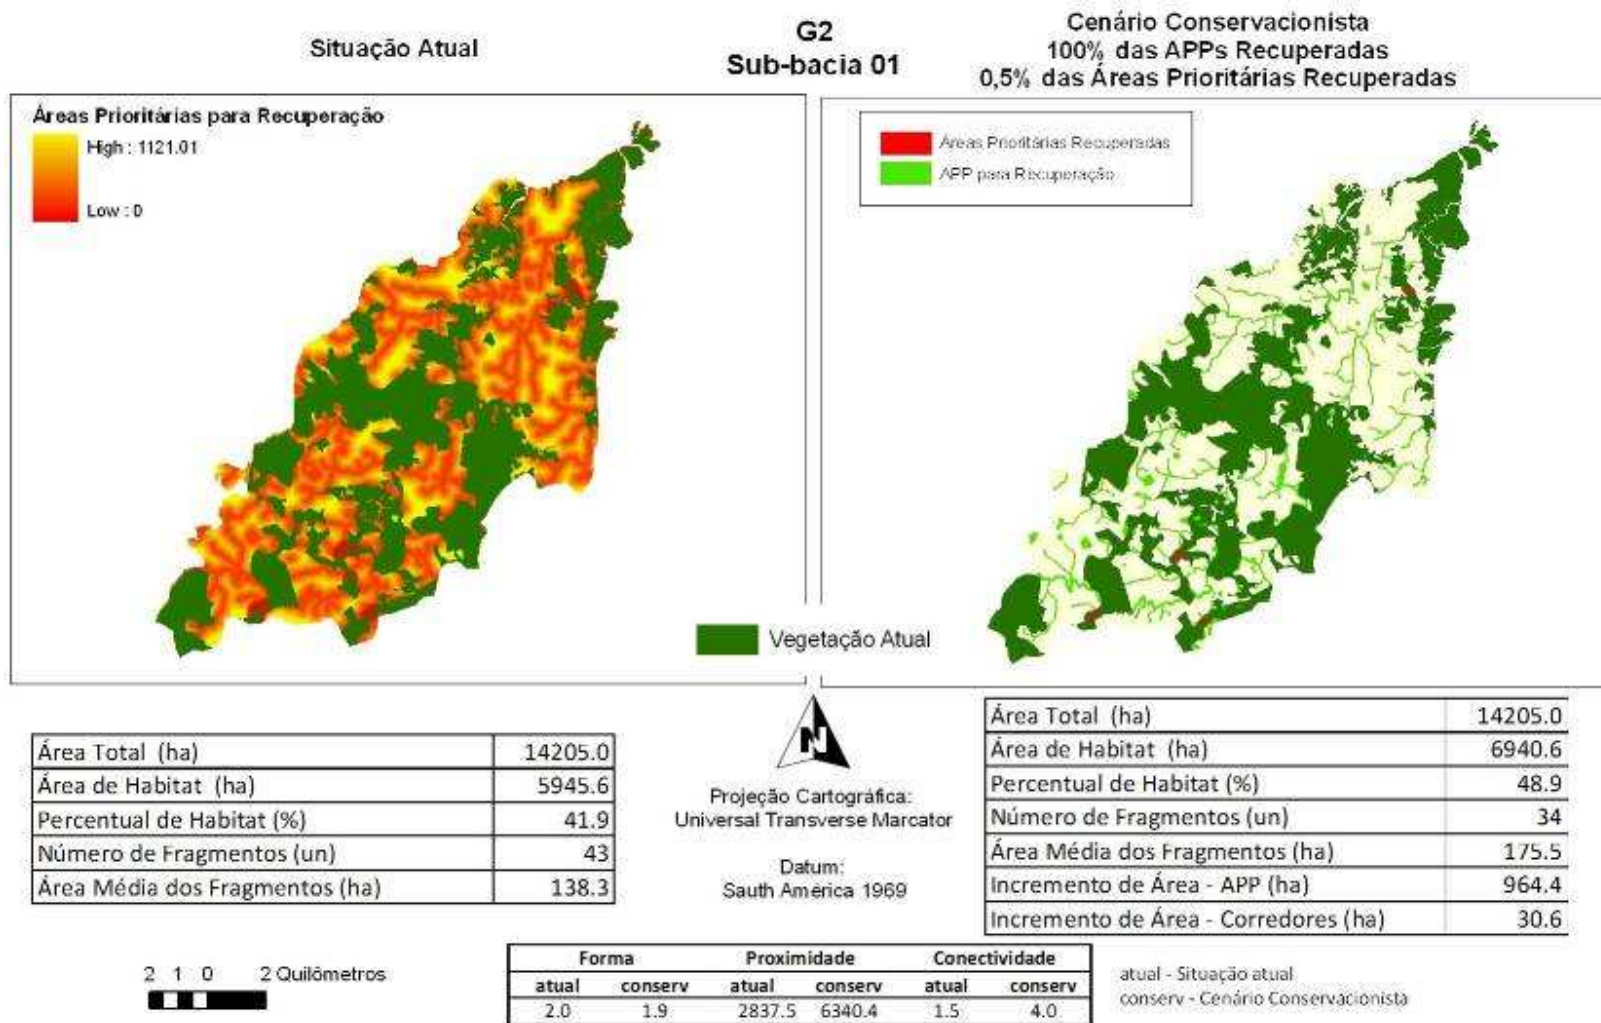 Situação Atual
G2
Sub-bacia 01
Cenário Conservacionista
100% das APPs Recuperadas
0,5% das Áreas Prioritárias Recuperadas
Áreas Prioritárias para Recuperação
High : 1121.01
Low : 0
Áreas Prioritárias Recuperadas
APP para Recuperação
Vegetação Atual
Área Total (ha) 14205.0
Área de Habitat (ha) 5945.6
Percentual de Habitat (%) 41.9
Número de Fragmentos (un) 43
Área Média dos Fragmentos (ha) 138.3
N
Projeção Cartográfica:
Universal Transverse Marcator
Datum:
Sauth America 1969
Área Total (ha) 14205.0
Área de Habitat (ha) 6940.6
Percentual de Habitat (%) 48.9
Número de Fragmentos (un) 34
Área Média dos Fragmentos (ha) 175.5
Incremento de Área - APP (ha) 964.4
Incremento de Área - Corredores (ha) 30.6
2 1 0 2 Quilômetros
Forma Proximidade Conectividade
atual conserv atual conserv atual conserv
2.0 1.9 2837.5 6340.4 1.5 4.0
atual - Situação atual
conserv - Cenário Conservacionista